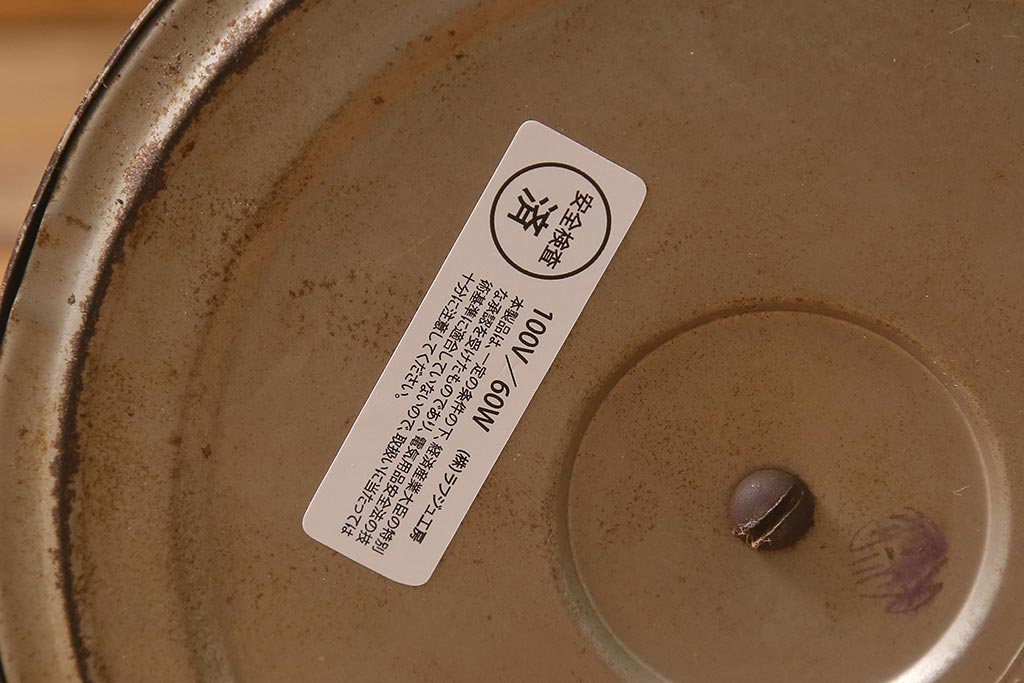 安全検査
済
100V／60W
(株)ラフジュ工房
本製品は、一定の条件の下、経済産業大臣の特別
な承認を受けたものであり、電気用品安全法の技
術基準に適合していないので、取扱いに当たっては
十分に注意してください。